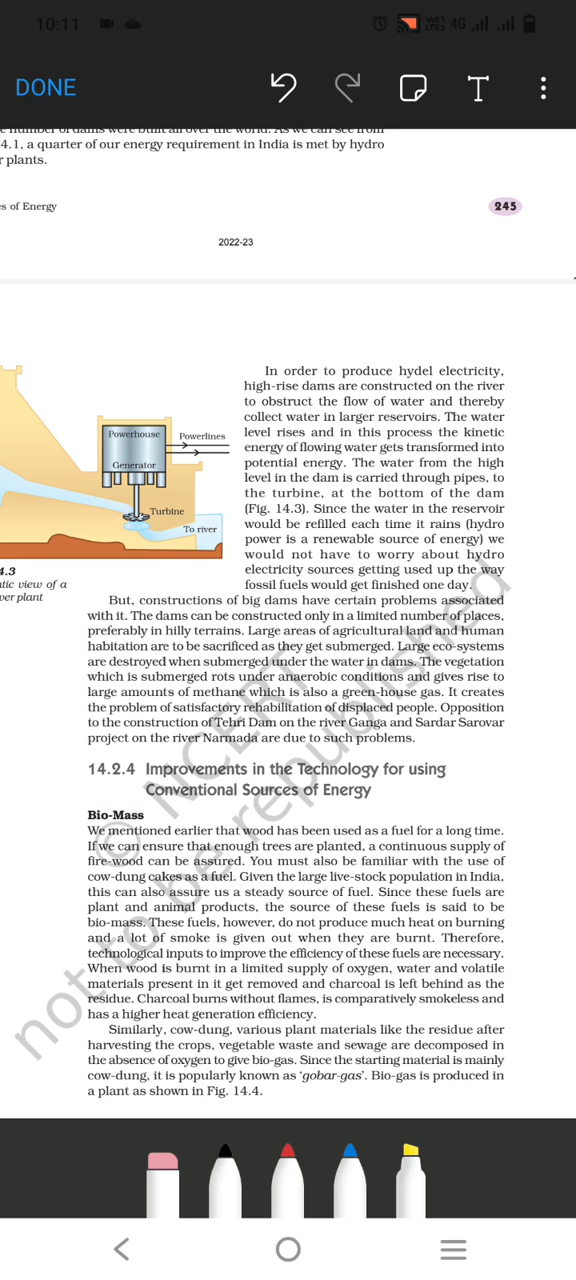 10:11
VoWiFi LTE2 4G
DONE
T
4.1, a quarter of our energy requirement in India is met by hydro
plants.
of Energy
245
2022-23
In order to produce hydel electricity,
high-rise dams are constructed on the river
to obstruct the flow of water and thereby
collect water in larger reservoirs. The water
level rises and in this process the kinetic
energy of flowing water gets transformed into
potential energy. The water from the high
level in the dam is carried through pipes, to
the turbine, at the bottom of the dam
(Fig. 14.3). Since the water in the reservoir
would be refilled each time it rains (hydro
power is a renewable source of energy) we
would not have to worry about hydro
electricity sources getting used up the way
fossil fuels would get finished one day.
Powerhouse
Powerlines
Generator
Turbine
To river
4.3
view of a
plant
But, constructions of big dams have certain problems associated
with it. The dams can be constructed only in a limited number of places,
preferably in hilly terrains. Large areas of agricultural land and human
habitation are to be sacrificed as they get submerged. Large eco-systems
are destroyed when submerged under the water in dams. The vegetation
which is submerged rots under anaerobic conditions and gives rise to
large amounts of methane which is also a green-house gas. It creates
the problem of satisfactory rehabilitation of displaced people. Opposition
to the construction of Tehri Dam on the river Ganga and Sardar Sarovar
project on the river Narmada are due to such problems.
14.2.4 Improvements in the Technology for using
Conventional Sources of Energy
Bio-Mass
We mentioned earlier that wood has been used as a fuel for a long time.
If we can ensure that enough trees are planted, a continuous supply of
fire-wood can be assured. You must also be familiar with the use of
cow-dung cakes as a fuel. Given the large live-stock population in India,
this can also assure us a steady source of fuel. Since these fuels are
plant and animal products, the source of these fuels is said to be
bio-mass. These fuels, however, do not produce much heat on burning
and a lot of smoke is given out when they are burnt. Therefore,
technological inputs to improve the efficiency of these fuels are necessary.
When wood is burnt in a limited supply of oxygen, water and volatile
materials present in it get removed and charcoal is left behind as the
residue. Charcoal burns without flames, is comparatively smokeless and
has a higher heat generation efficiency.
Similarly, cow-dung, various plant materials like the residue after
harvesting the crops, vegetable waste and sewage are decomposed in
the absence of oxygen to give bio-gas. Since the starting material is mainly
cow-dung, it is popularly known as ‘gobar-gas’. Bio-gas is produced in
a plant as shown in Fig. 14.4.
© NCERT
not to be republished